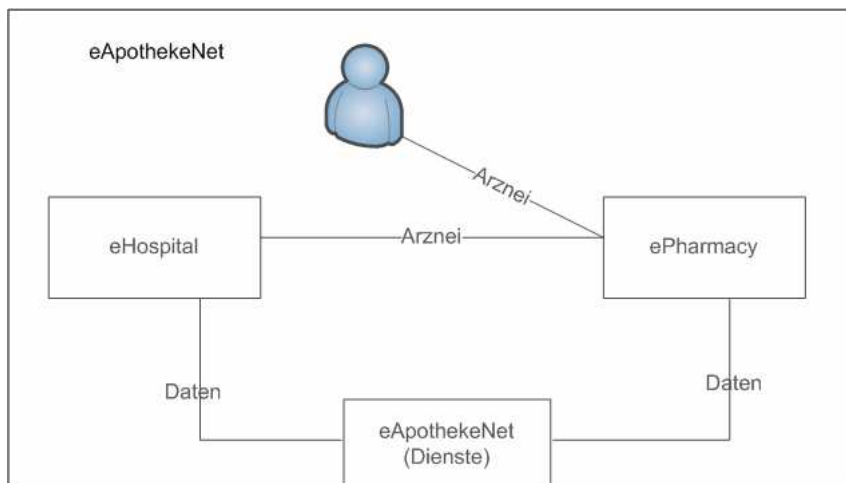 eApothekeNet
Arznei
eHospital
Arznei
ePharmacy
Daten
Daten
eApothekeNet
(Dienste)